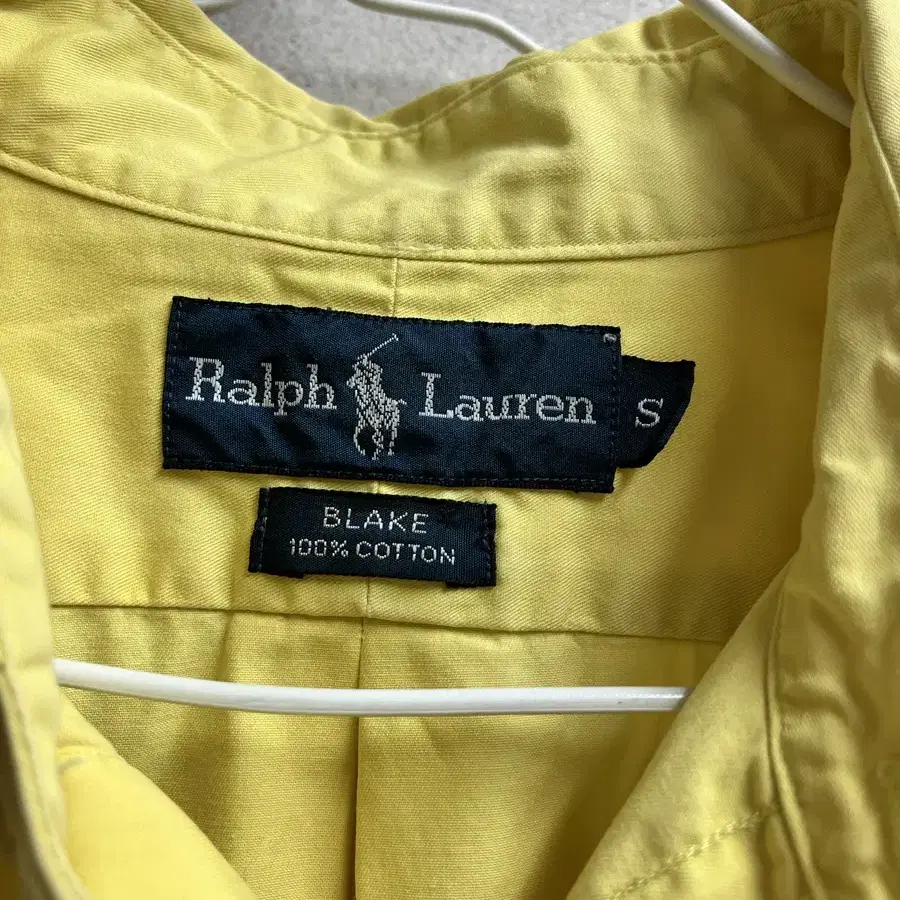 Ralph Lauren S
BLAKE
100% COTTON